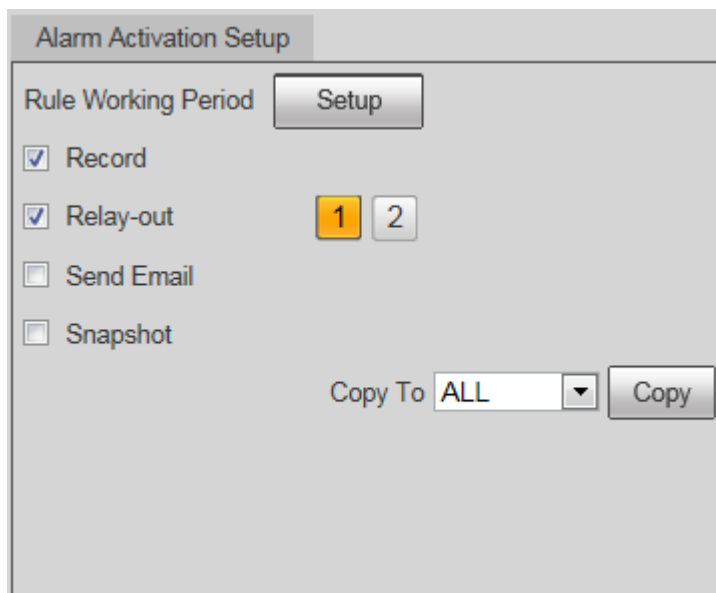 Alarm Activation Setup
Rule Working Period Setup
Record
Relay-out 1 2
Send Email
Snapshot
Copy To ALL Copy